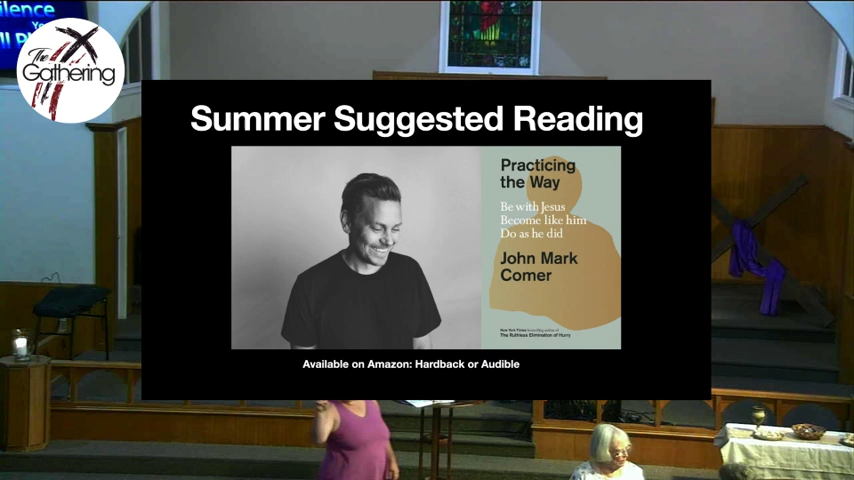 ilence
The
Gathering
Summer Suggested Reading
Practicing
the Way
Be with Jesus
Become like him
Do as he did
John Mark
Comer
New York Times bestselling author of
The Ruthless Elimination of Hurry
Available on Amazon: Hardback or Audible